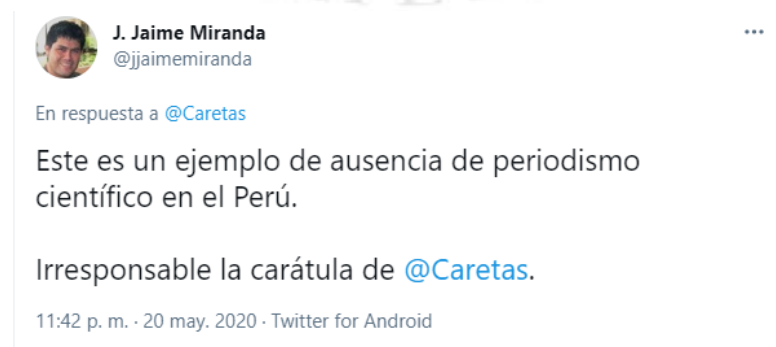 J. Jaime Miranda
@jjaimemiranda
En respuesta a @Caretas
Este es un ejemplo de ausencia de periodismo
científico en el Perú.
Irresponsable la carátula de @Caretas.
11:42 p. m. · 20 may. 2020 · Twitter for Android